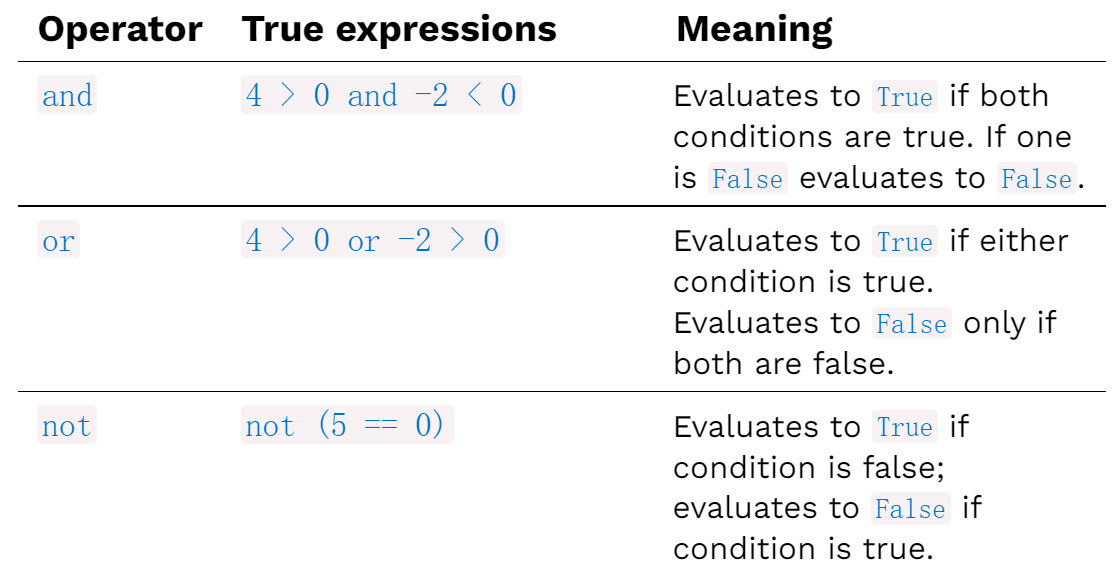 Operator True expressions Meaning
and 4 > 0 and -2 < 0 Evaluates to True if both
conditions are true. If one
is False evaluates to False.
or 4 > 0 or -2 > 0 Evaluates to True if either
condition is true.
Evaluates to False only if
both are false.
not not (5 == 0) Evaluates to True if
condition is false;
evaluates to False if
condition is true.